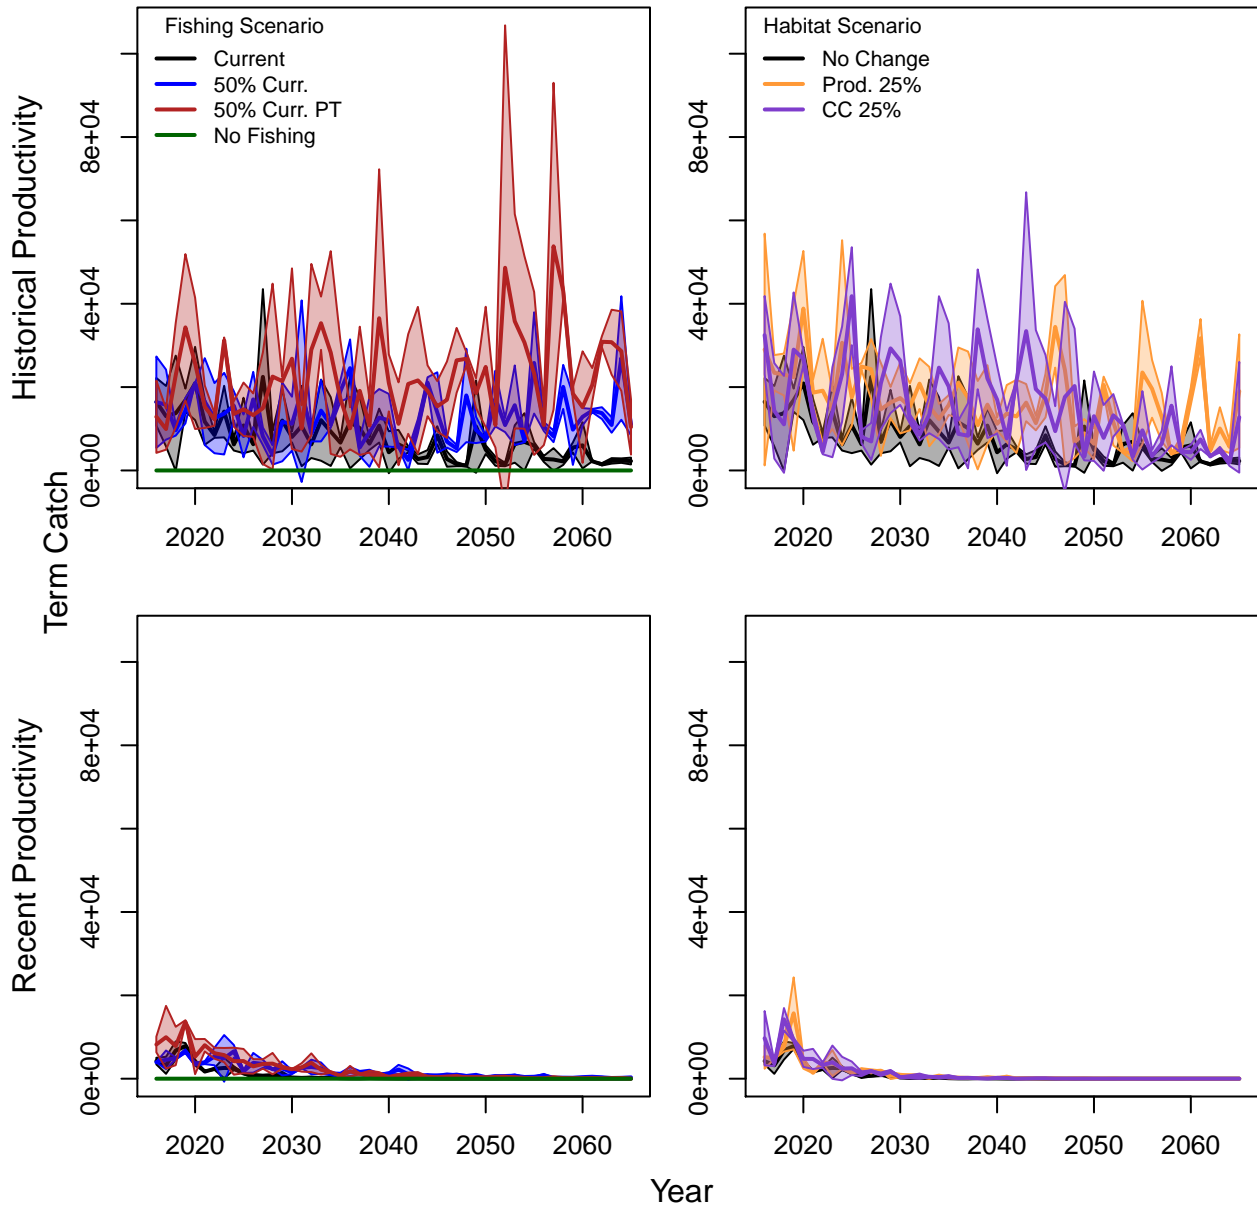 Fishing Scenario
Current
50% Curr.
50% Curr. PT
No Fishing
Habitat Scenario
No Change
Prod. 25%
CC 25%
Historical Productivity
0e+00 4e+04 8e+04
0e+00 4e+04 8e+04
2020 2030 2040 2050 2060
2020 2030 2040 2050 2060
Term Catch
Recent Productivity
0e+00 4e+04 8e+04
0e+00 4e+04 8e+04
2020 2030 2040 2050 2060
2020 2030 2040 2050 2060
Year